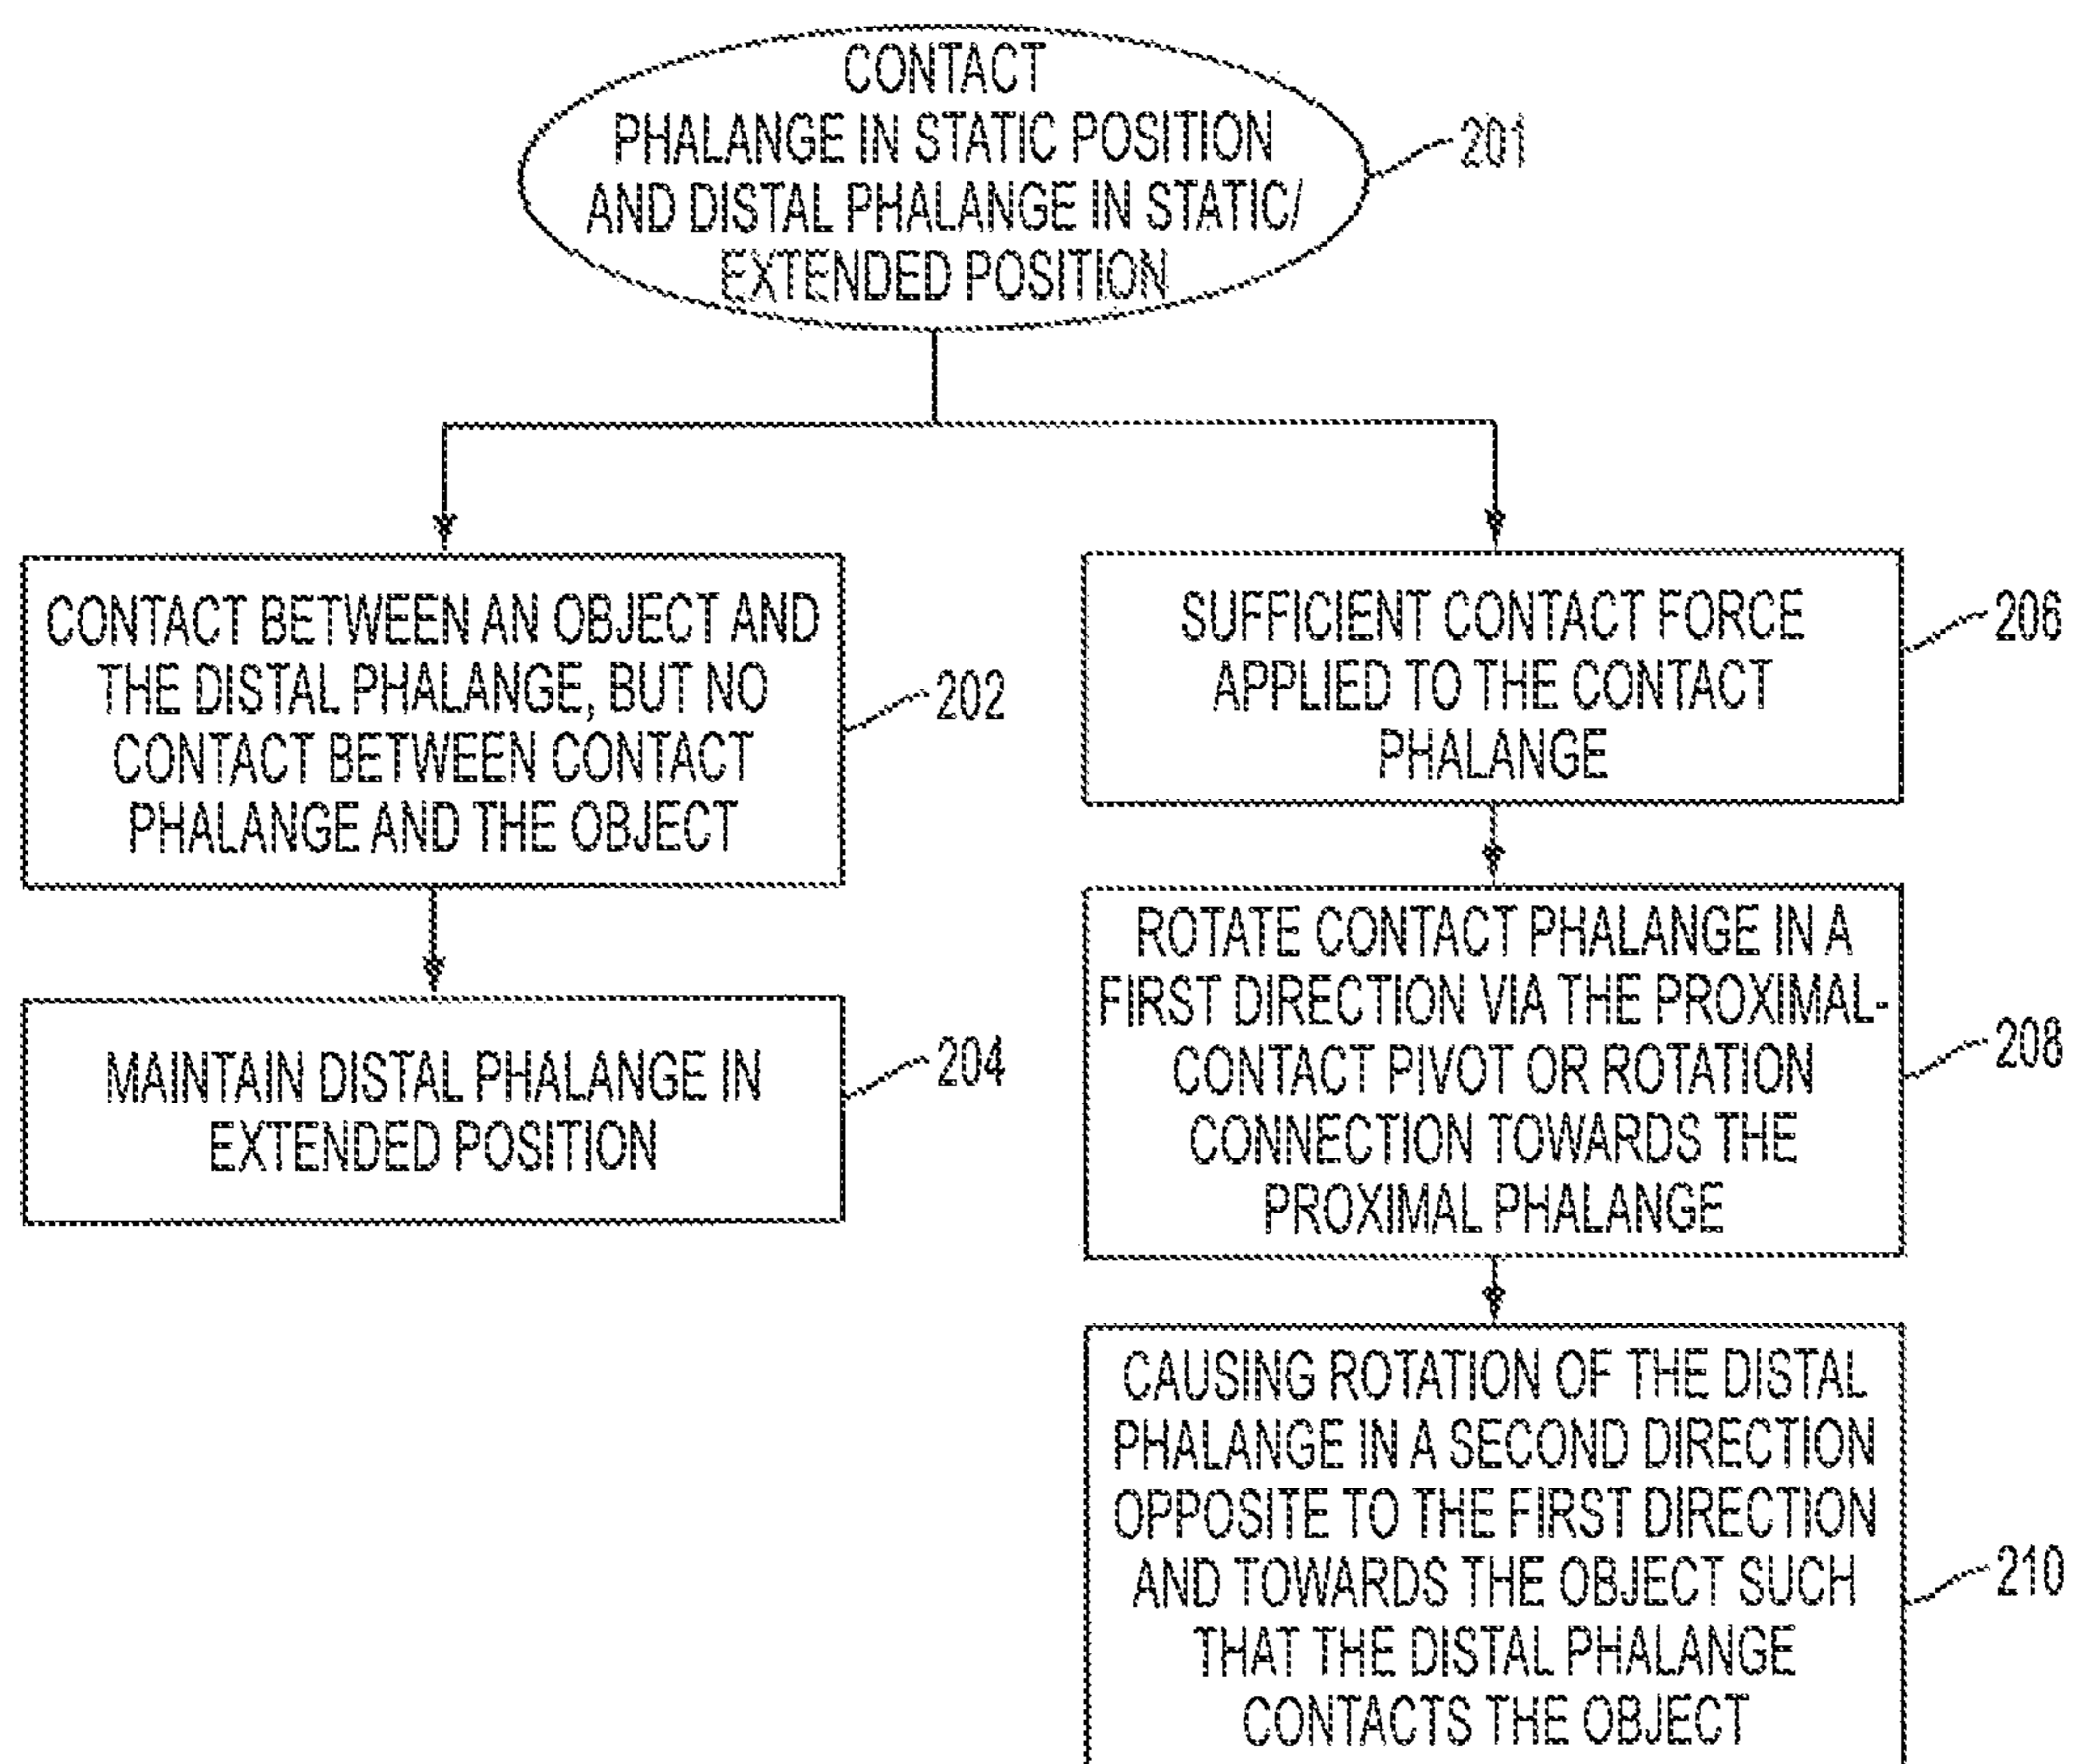 CONTACT
PHALANGE IN STATIC POSITION
AND DISTAL PHALANGE IN STATIC/
EXTENDED POSITION
201
CONTACT BETWEEN AN OBJECT AND
THE DISTAL PHALANGE, BUT NO
CONTACT BETWEEN CONTACT
PHALANGE AND THE OBJECT
202
MAINTAIN DISTAL PHALANGE IN
EXTENDED POSITION
204
SUFFICIENT CONTACT FORCE
APPLIED TO THE CONTACT
PHALANGE
206
ROTATE CONTACT PHALANGE IN A
FIRST DIRECTION VIA THE PROXIMAL-
CONTACT PIVOT OR ROTATION
CONNECTION TOWARDS THE
PROXIMAL PHALANGE
208
CAUSING ROTATION OF THE DISTAL
PHALANGE IN A SECOND DIRECTION
OPPOSITE TO THE FIRST DIRECTION
AND TOWARDS THE OBJECT SUCH
THAT THE DISTAL PHALANGE
CONTACTS THE OBJECT
210